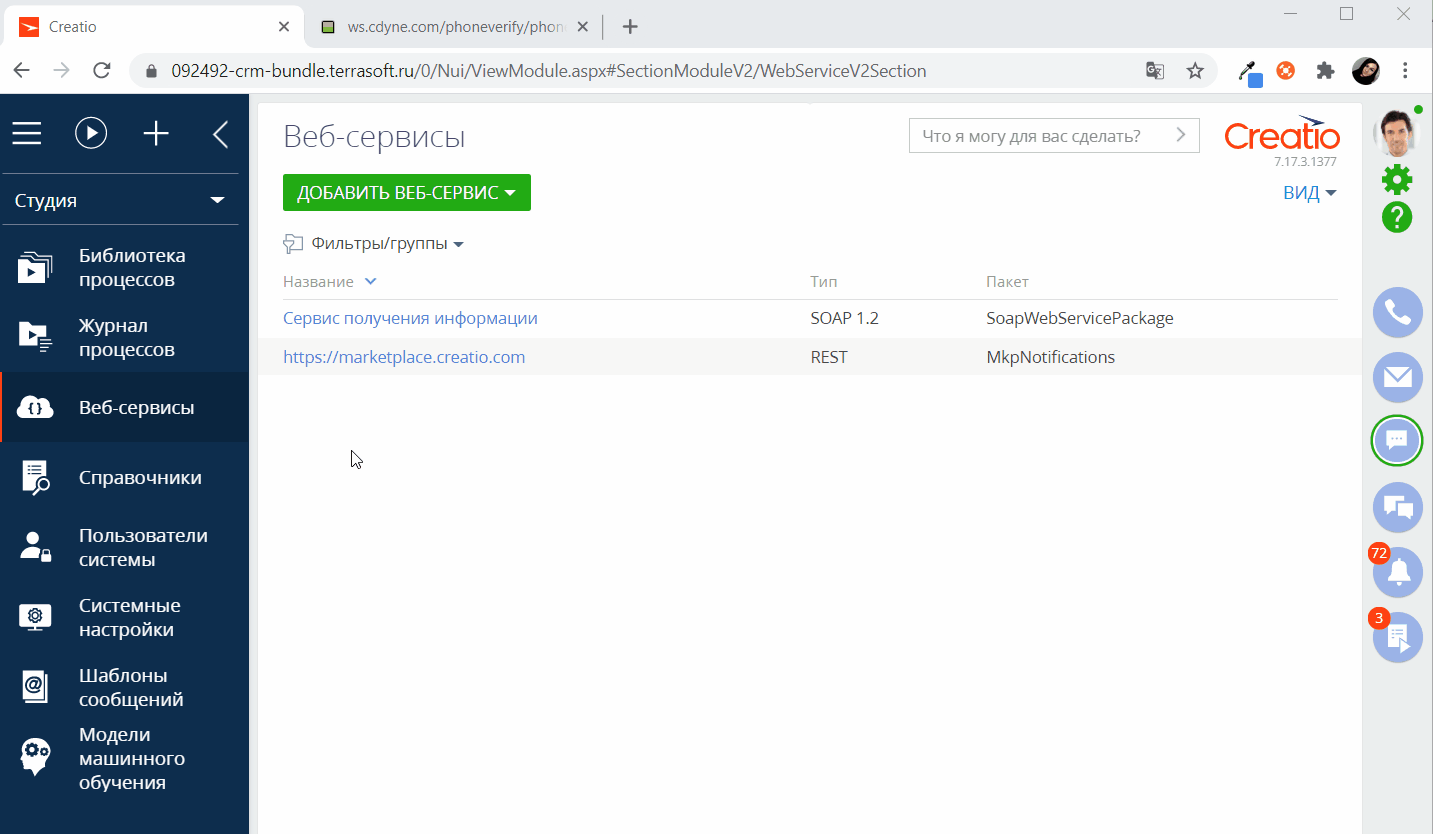 Creatio
ws.cdyne.com/phoneverify/phon
092492-crm-bundle.terrasoft.ru/0/Nui/ViewModule.aspx#SectionModuleV2/WebServiceV2Section
Веб-сервисы
Что я могу для вас сделать?
Creatio
7.17.3.1377
ДОБАВИТЬ ВЕБ-СЕРВИС
ВИД
Студия
Фильтры/группы
Название Тип Пакет
Сервис получения информации SOAP 1.2 SoapWebServicePackage
https://marketplace.creatio.com REST MkpNotifications
Библиотека
процессов
Журнал
процессов
Веб-сервисы
Справочники
Пользователи
системы
Системные
настройки
Шаблоны
сообщений
Модели
машинного
обучения
72
3